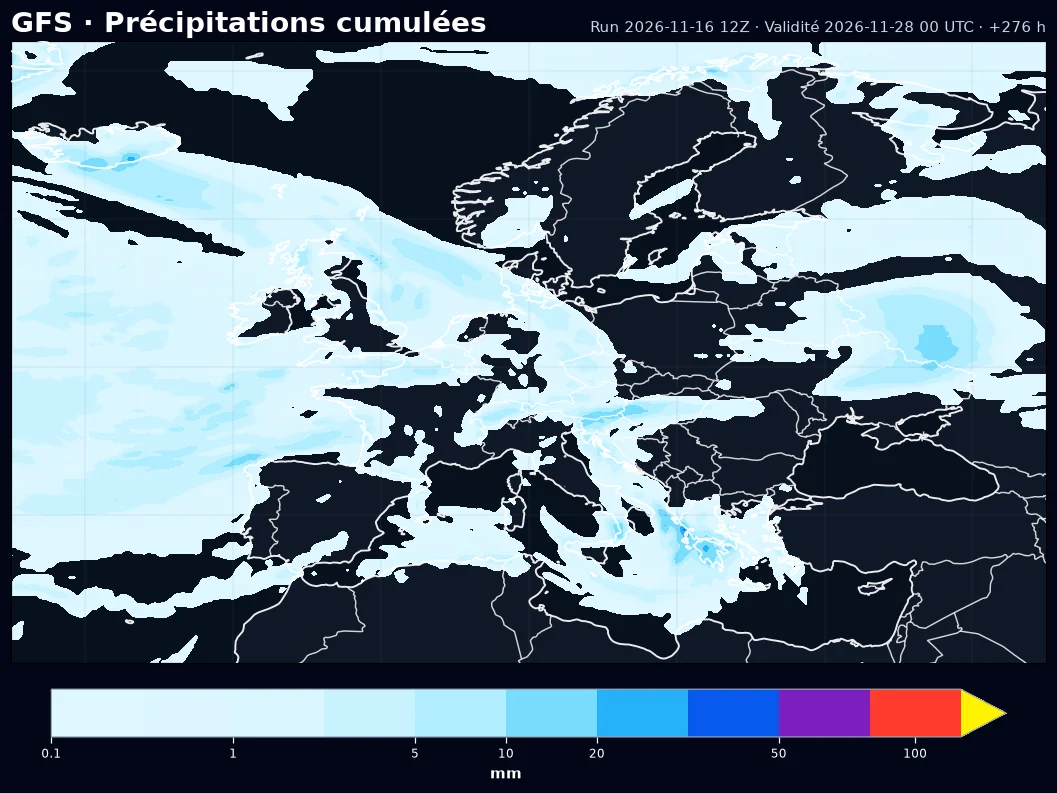 GFS · Précipitations cumulées
Run 2026-11-16 12Z · Validité 2026-11-28 00 UTC · +276 h
0.1 1 5 10 20 50 100
mm